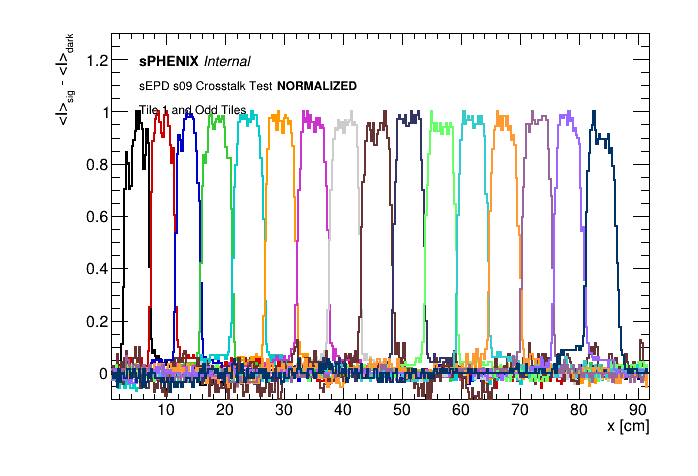 <I>sig - <I>dark
1.2
sPHENIX Internal
sEPD s09 Crosstalk Test NORMALIZED
Tile 1 and Odd Tiles
1
0.8
0.6
0.4
0.2
0
10 20 30 40 50 60 70 80 90
x [cm]